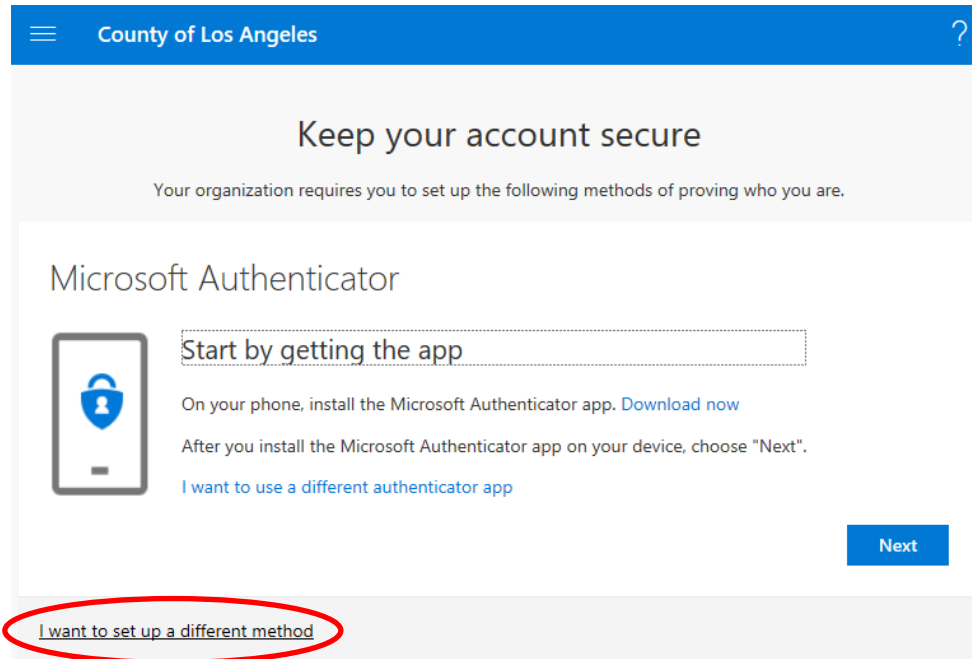 County of Los Angeles
?
Keep your account secure
Your organization requires you to set up the following methods of proving who you are.
Microsoft Authenticator
Start by getting the app
On your phone, install the Microsoft Authenticator app. Download now
After you install the Microsoft Authenticator app on your device, choose "Next".
I want to use a different authenticator app
Next
I want to set up a different method